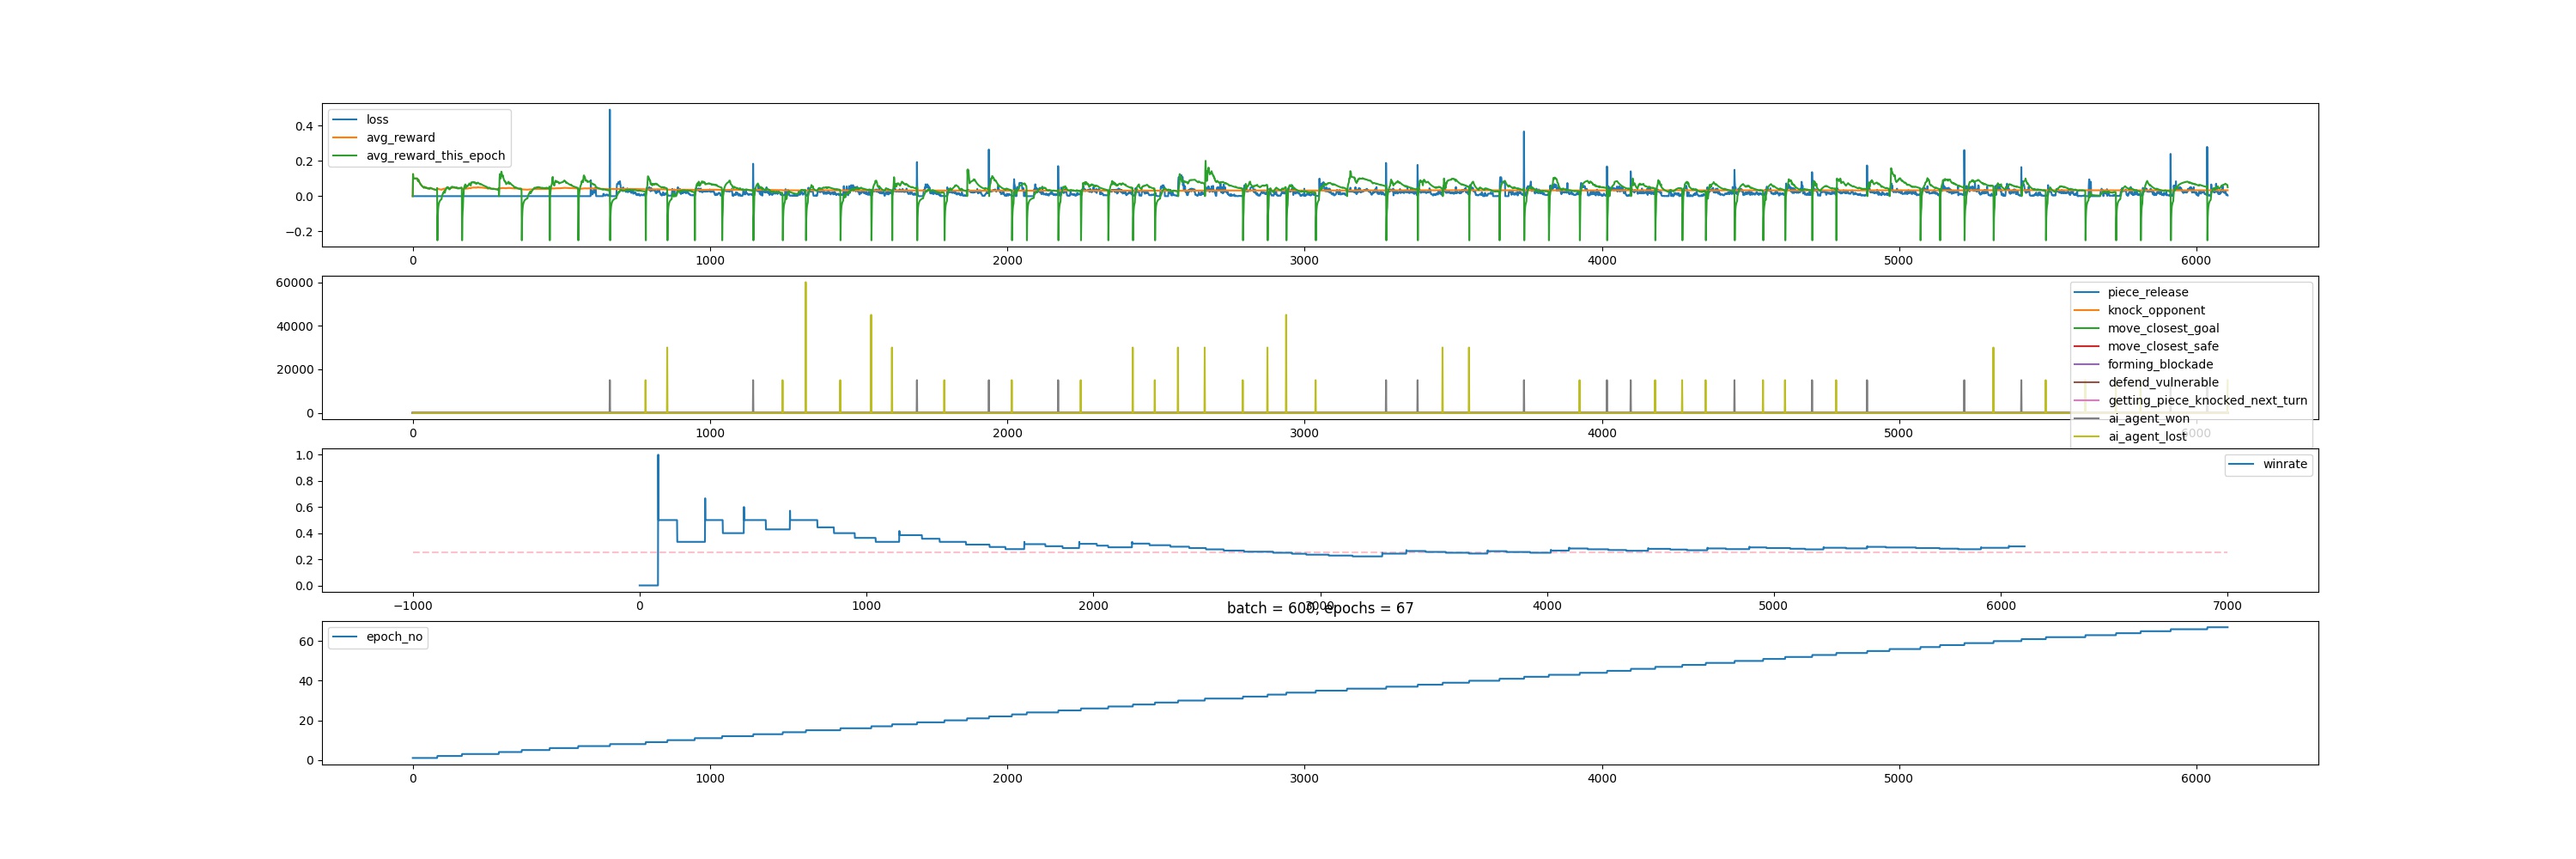 0.4
0.2
0.0
−0.2
loss
avg_reward
avg_reward_this_epoch
0 1000 2000 3000 4000 5000 6000
60000
40000
20000
0
piece_release
knock_opponent
move_closest_goal
move_closest_safe
forming_blockade
defend_vulnerable
getting_piece_knocked_next_turn
ai_agent_won
ai_agent_lost
0 1000 2000 3000 4000 5000 6000
1.0
0.8
0.6
0.4
0.2
0.0
winrate
−1000 0 1000 2000 3000 4000 5000 6000 7000
batch = 600, epochs = 67
60
40
20
0
epoch_no
0 1000 2000 3000 4000 5000 6000